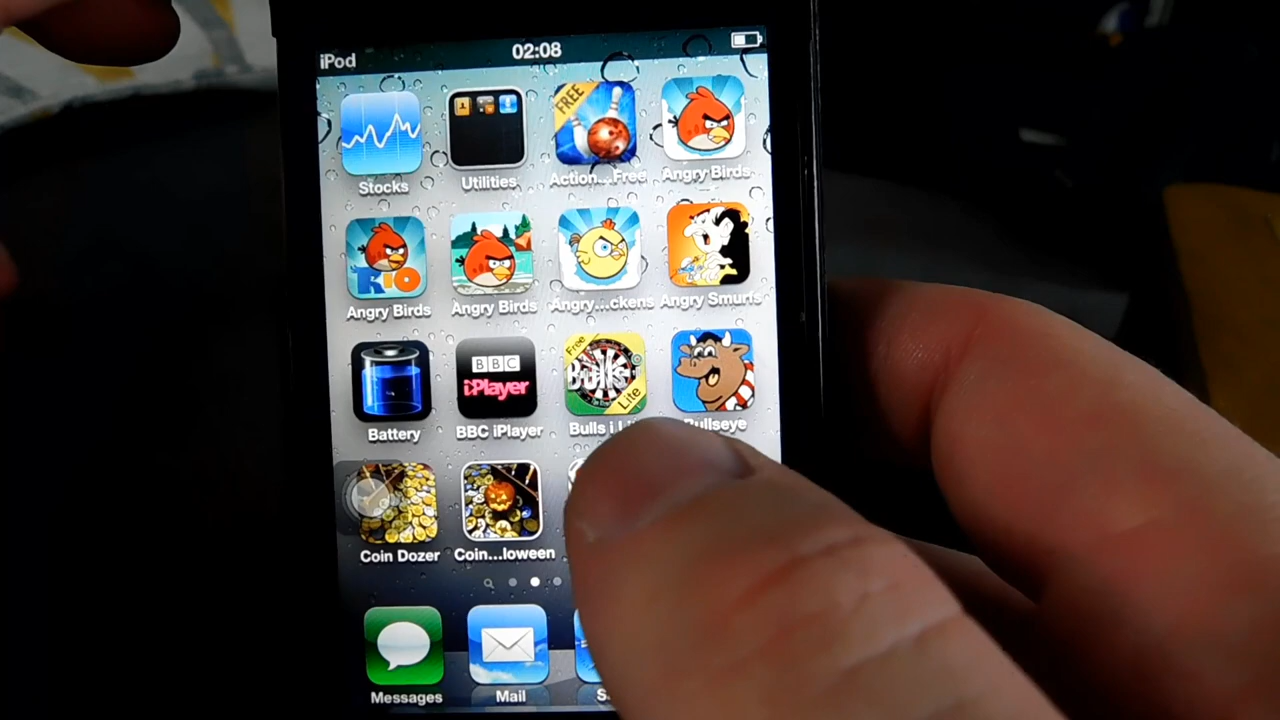 iPod 02:08
FREE
Stocks Utilities Action...Free Angry Birds
RIO
Angry Birds Angry Birds Angry...ckens Angry Smurfs
BBC iPlayer Free Bulls i Lite
Battery BBC iPlayer Bulls i Bullseye
Coin Dozer Coin...loween
Messages Mail S